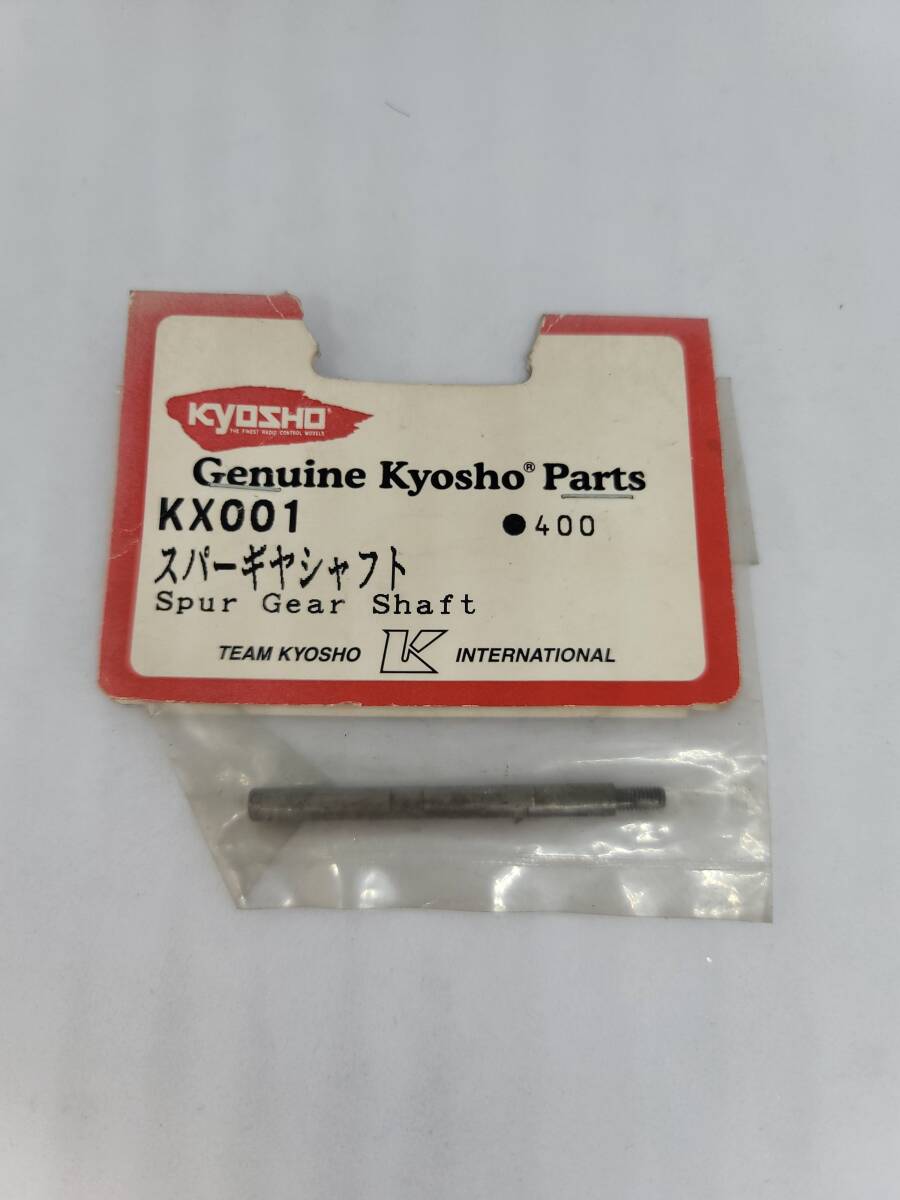 KYOSHO®
THE FINEST RADIO CONTROL MODELS
Genuine Kyosho® Parts
KX001 ●400
スパーギヤシャフト
Spur Gear Shaft
TEAM KYOSHO K INTERNATIONAL